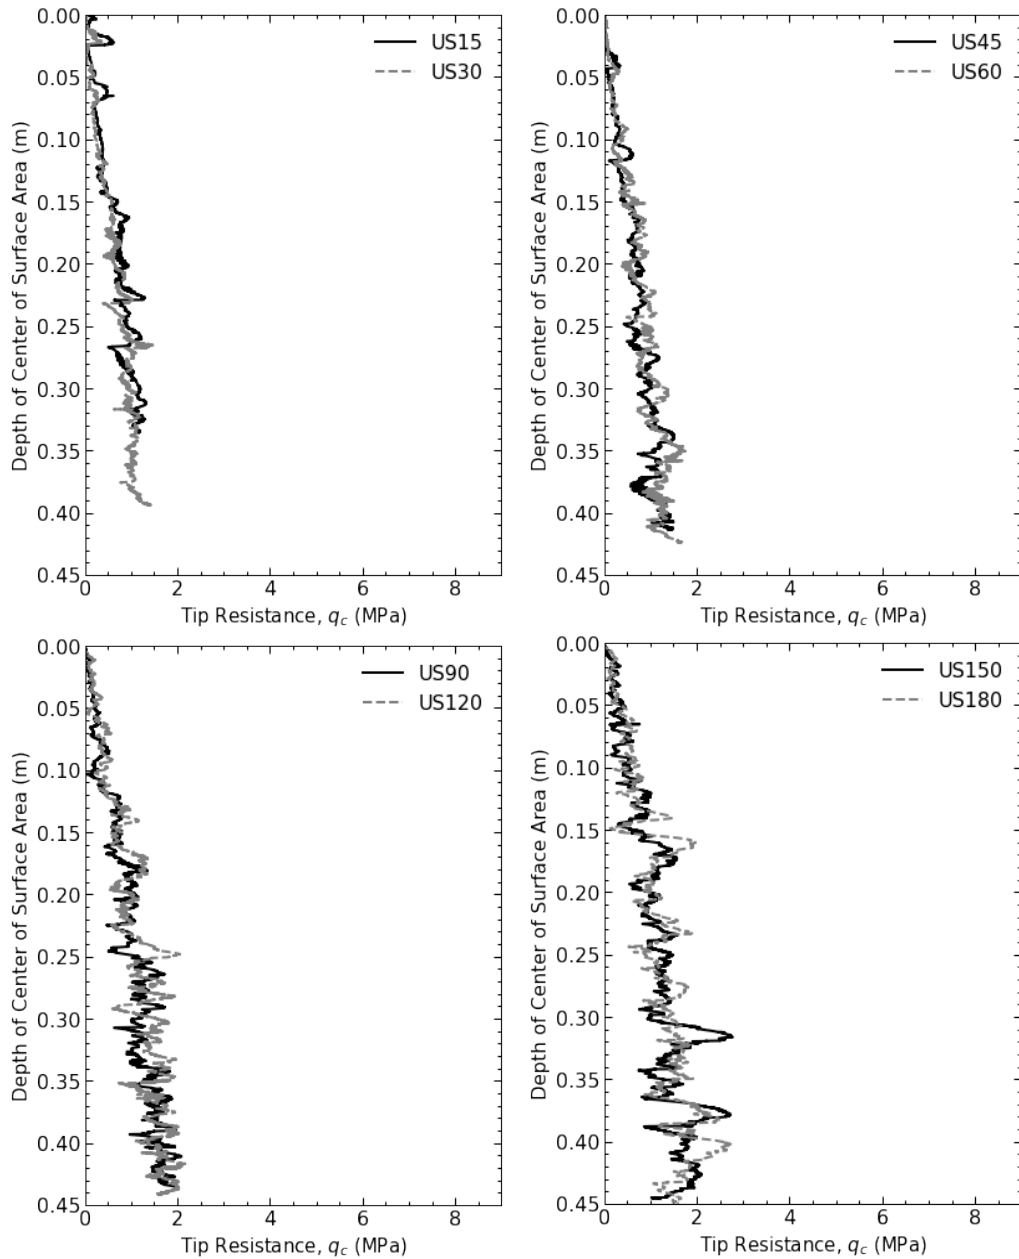 0.00
0.05
0.10
0.15
0.20
0.25
0.30
0.35
0.40
0.45
Depth of Center of Surface Area (m)
US15
US30
0 2 4 6 8
Tip Resistance, q_c (MPa)
0.00
0.05
0.10
0.15
0.20
0.25
0.30
0.35
0.40
0.45
Depth of Center of Surface Area (m)
US45
US60
0 2 4 6 8
Tip Resistance, q_c (MPa)
0.00
0.05
0.10
0.15
0.20
0.25
0.30
0.35
0.40
0.45
Depth of Center of Surface Area (m)
US90
US120
0 2 4 6 8
Tip Resistance, q_c (MPa)
0.00
0.05
0.10
0.15
0.20
0.25
0.30
0.35
0.40
0.45
Depth of Center of Surface Area (m)
US150
US180
0 2 4 6 8
Tip Resistance, q_c (MPa)